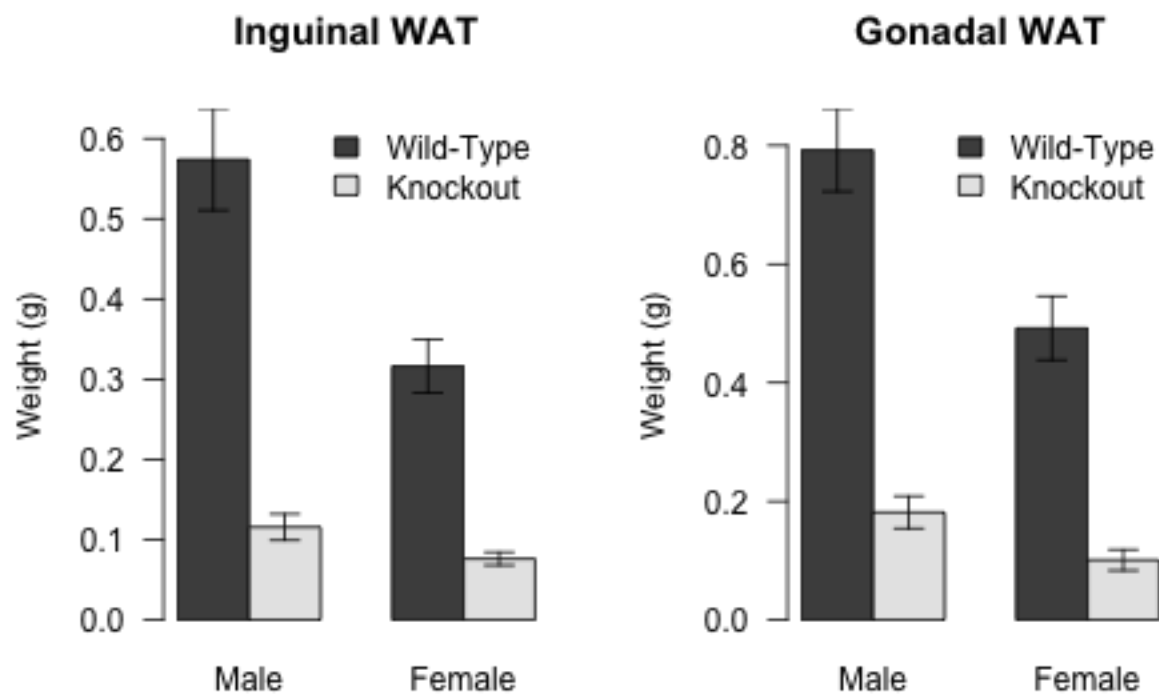 Inguinal WAT
Weight (g)
0.6
0.5
0.4
0.3
0.2
0.1
0.0
Wild-Type
Knockout
Male Female
Gonadal WAT
Weight (g)
0.8
0.6
0.4
0.2
0.0
Wild-Type
Knockout
Male Female